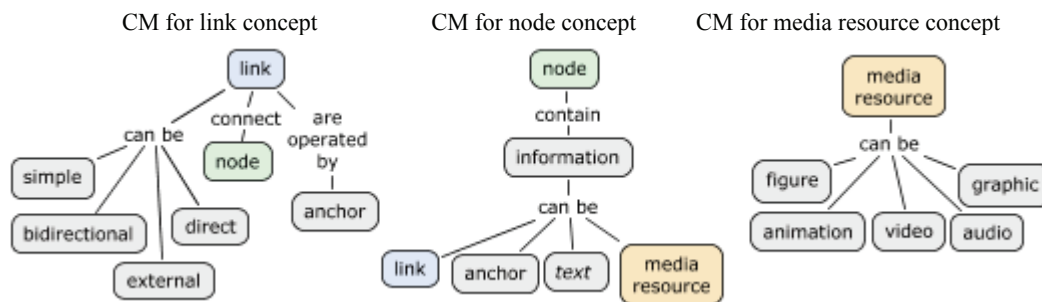 CM for link concept
CM for node concept
CM for media resource concept
link
connect
can be
are
operated
by
node
simple
bidirectional
direct
external
anchor
node
contain
information
can be
link
anchor
text
media
resource
media
resource
can be
figure
graphic
animation
video
audio